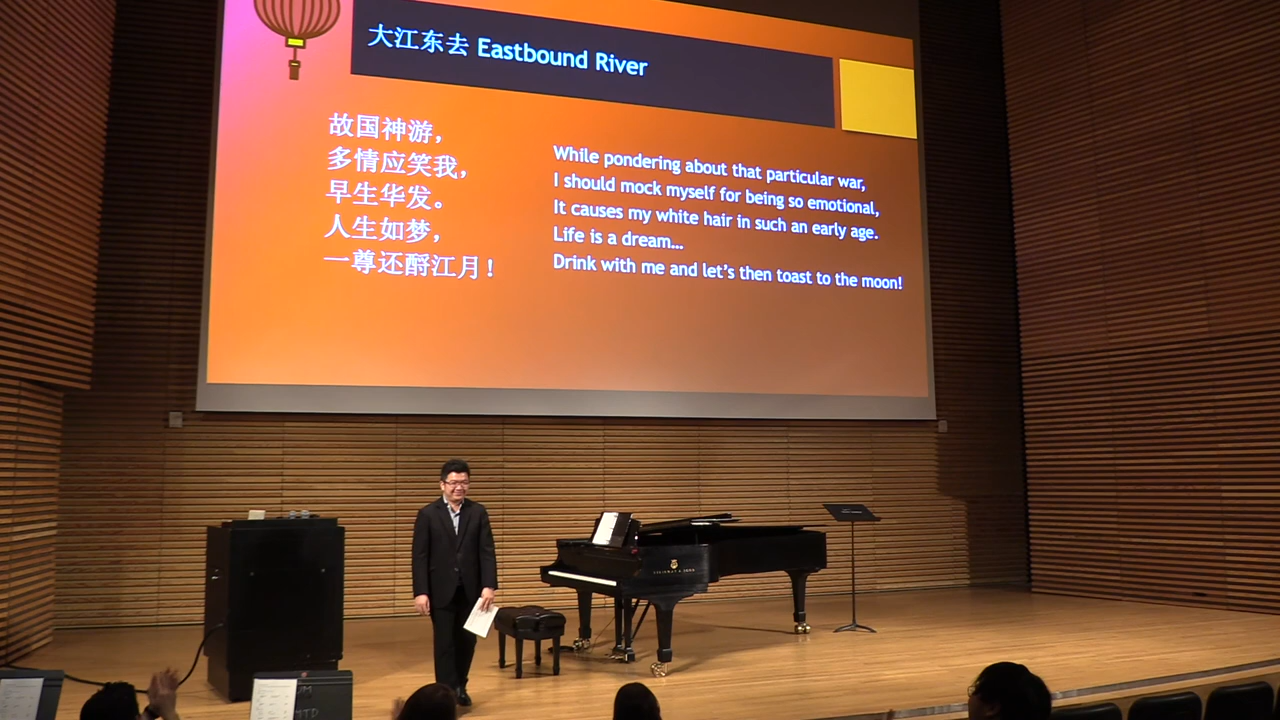 大江东去 Eastbound River
故国神游，
多情应笑我，
早生华发。
人生如梦，
一尊还酹江月！
While pondering about that particular war,
I should mock myself for being so emotional,
It causes my white hair in such an early age.
Life is a dream...
Drink with me and let's then toast to the moon!
STEINWAY & SONS